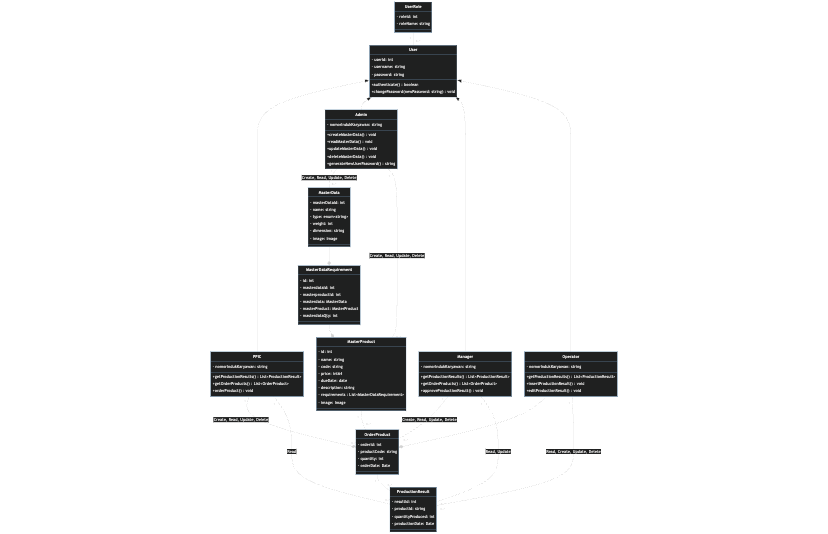 UserRole
- roleId: int
- roleName: string
User
- userId: int
- username: string
- password: string
+authenticate() : boolean
+changePassword(newPassword: string) : void
Admin
- nomorIndukKaryawan: string
+createMasterData() : void
+readMasterData() : void
+updateMasterData() : void
+deleteMasterData() : void
+generateNewUserPassword() : string
Create, Read, Update, Delete
MasterData
- masterDataId: int
- name: string
- type: enum<string>
- weight: int
- dimension: string
- image: Image
Create, Read, Update, Delete
MasterDataRequirement
- id: int
- masterdataId: int
- masterproductId: int
- masterdata: MasterData
- masterProduct: MasterProduct
- masterdataQty: int
MasterProduct
- id: int
- name: string
- code: string
- price: int64
- dueDate: date
- description: string
- requirements : List<MasterDataRequirement>
- image: Image
PPIC
- nomorIndukKaryawan: string
+getProductionResults() : List<ProductionResult>
+getOrderProducts() : List<OrderProduct>
+orderProduct() : void
Manager
- nomorIndukKaryawan: string
+getProductionResults() : List<ProductionResult>
+getOrderProducts() : List<OrderProduct>
+approveProductionResult() : void
Operator
- nomorIndukKaryawan: string
+getProductionResults() : List<ProductionResult>
+insertProductionResult() : void
+editProductionResult() : void
Create, Read, Update, Delete
Create, Read, Update, Delete
OrderProduct
- orderId: int
- productCode: string
- quantity: int
- orderDate: Date
Read
Read, Update
Read, Create, Update, Delete
ProductionResult
- resultId: int
- productId: string
- quantityProduced: int
- productionDate: Date